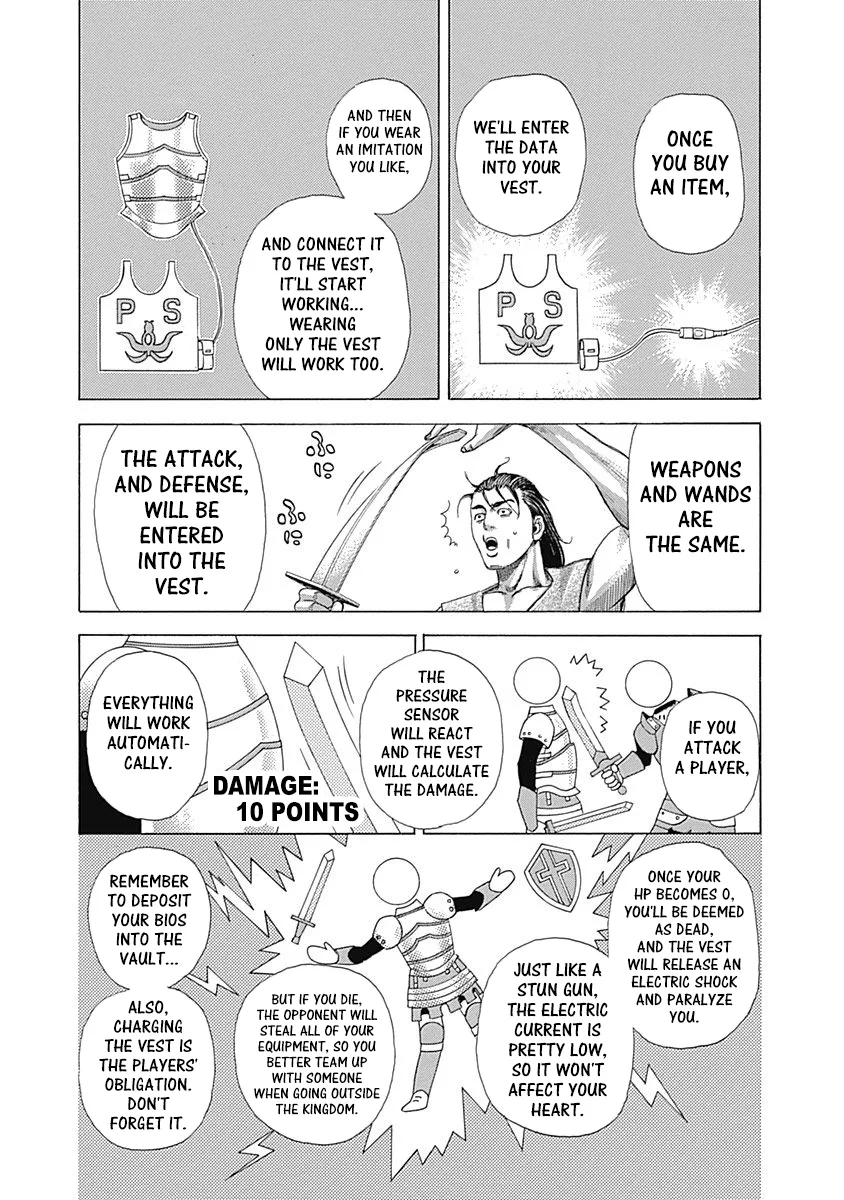 ONCE
YOU BUY
AN ITEM,
WE'LL ENTER
THE DATA
INTO YOUR
VEST.
P S
AND THEN
IF YOU WEAR
AN IMITATION
YOU LIKE,
AND CONNECT IT
TO THE VEST,
IT'LL START
WORKING...
WEARING
ONLY THE VEST
WILL WORK TOO.
P S
WEAPONS
AND WANDS
ARE
THE SAME.
THE ATTACK,
AND DEFENSE,
WILL BE
ENTERED
INTO THE
VEST.
IF YOU
ATTACK
A PLAYER,
THE
PRESSURE
SENSOR
WILL REACT
AND THE VEST
WILL CALCULATE
THE DAMAGE.
EVERYTHING
WILL WORK
AUTOMATI-
CALLY.
DAMAGE:
10 POINTS
ONCE YOUR
HP BECOMES 0,
YOU'LL BE DEEMED
AS DEAD,
AND THE VEST
WILL RELEASE AN
ELECTRIC SHOCK
AND PARALYZE
YOU.
JUST LIKE A
STUN GUN,
THE ELECTRIC
CURRENT IS
PRETTY LOW,
SO IT WON'T
AFFECT YOUR
HEART.
BUT IF YOU DIE,
THE OPPONENT WILL
STEAL ALL OF YOUR
EQUIPMENT, SO YOU
BETTER TEAM UP
WITH SOMEONE
WHEN GOING OUTSIDE
THE KINGDOM.
REMEMBER
TO DEPOSIT
YOUR BIOS
INTO THE
VAULT...
ALSO,
CHARGING
THE VEST IS
THE PLAYERS'
OBLIGATION.
DON'T
FORGET IT.